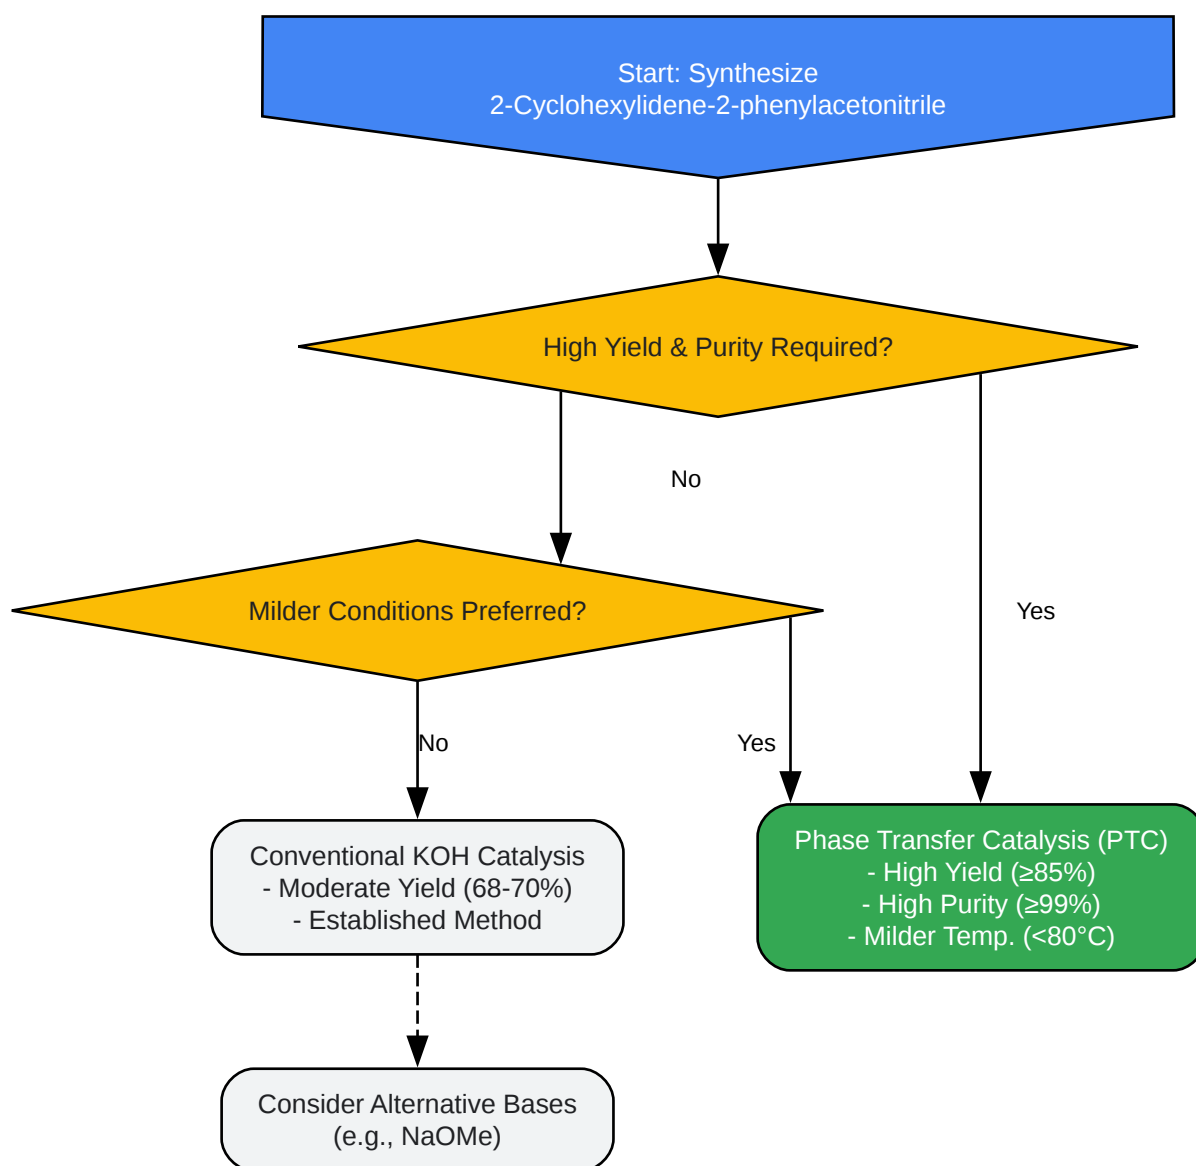 Start: Synthesize
2-Cyclohexylidene-2-phenylacetonitrile
High Yield & Purity Required?
No
Milder Conditions Preferred?
Yes
No
Yes
Conventional KOH Catalysis
- Moderate Yield (68-70%)
- Established Method
Phase Transfer Catalysis (PTC)
- High Yield (≥85%)
- High Purity (≥99%)
- Milder Temp. (<80°C)
Consider Alternative Bases
(e.g., NaOMe)